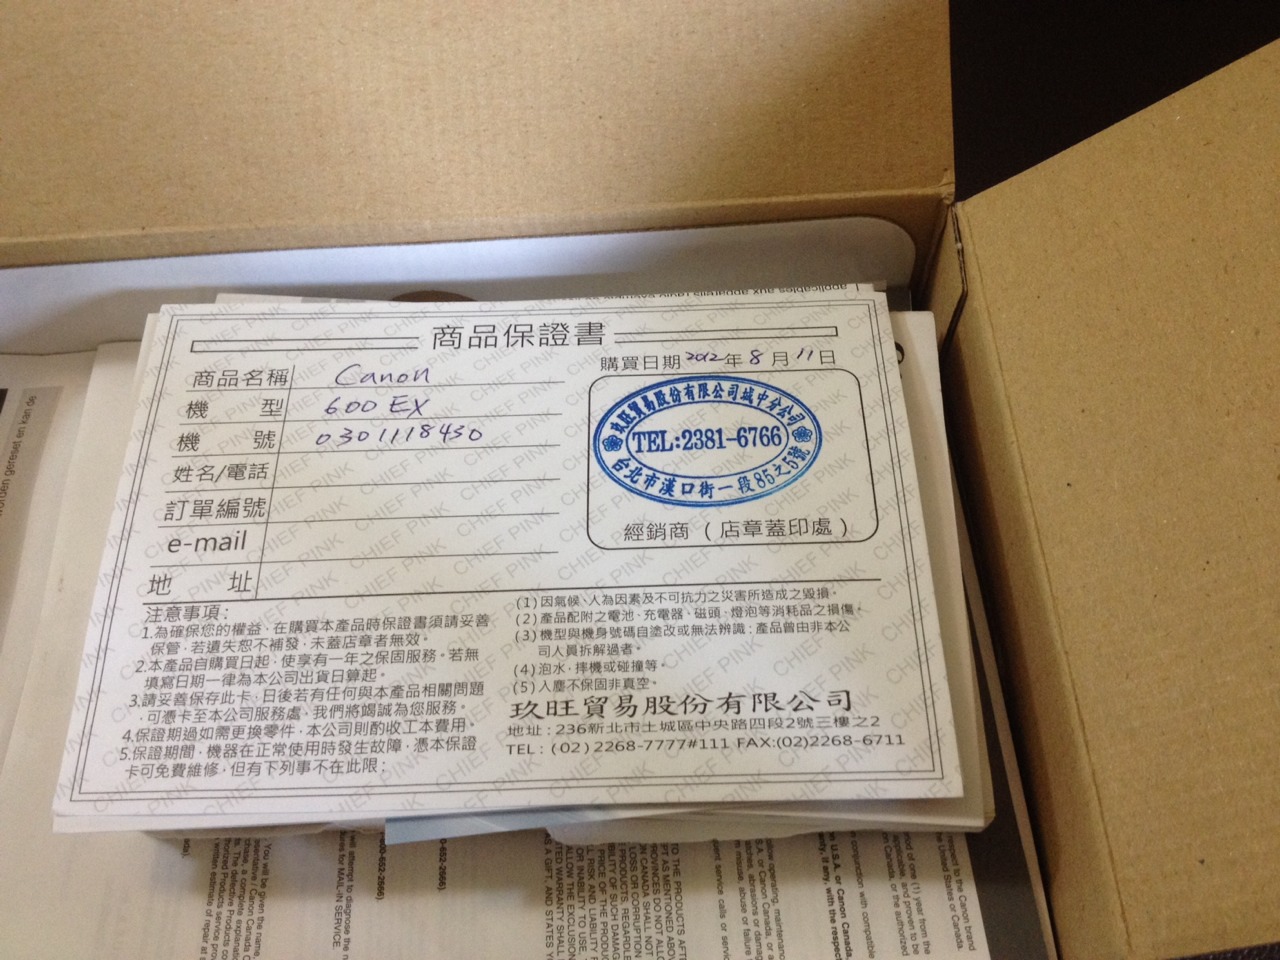 商品保證書
購買日期 2012年 8 月 11日
商品名稱 Canon
機型 600 EX
機號 0301118430
姓名/電話
訂單編號
e-mail
地址
玖旺貿易股份有限公司城中分公司
TEL:2381-6766
台北市漢口街一段85之5號
經銷商（店章蓋印處）
注意事項:
1.為確保您的權益，在購買本產品時保證書須請妥善
保管，若遺失恕不補發，未蓋店章者無效。
2.本產品自購買日起，使享有一年之保固服務。若無
填寫日期一律為本公司出貨日算起。
3.請妥善保存此卡，日後若有任何與本產品相關問題
，可憑卡至本公司服務處，我們將竭誠為您服務。
4.保證期過如需更換零件，本公司則酌收工本費用。
5.保證期間，機器在正常使用時發生故障，憑本保證
卡可免費維修，但有下列事不在此限:
(1)因氣候、人為因素及不可抗力之災害所造成之毀損。
(2)產品配附之電池、充電器、磁頭、燈泡等消耗品之損傷。
(3)機型與機身號碼自塗改或無法辨識；產品曾由非本公
司人員拆解過者。
(4)泡水，摔機或碰撞等。
(5)入塵不保固非真空。
玖旺貿易股份有限公司
地址:236新北市土城區中央路四段2號三樓之2
TEL:(02)2268-7777#111 FAX:(02)2268-6711
CHIEF PINK